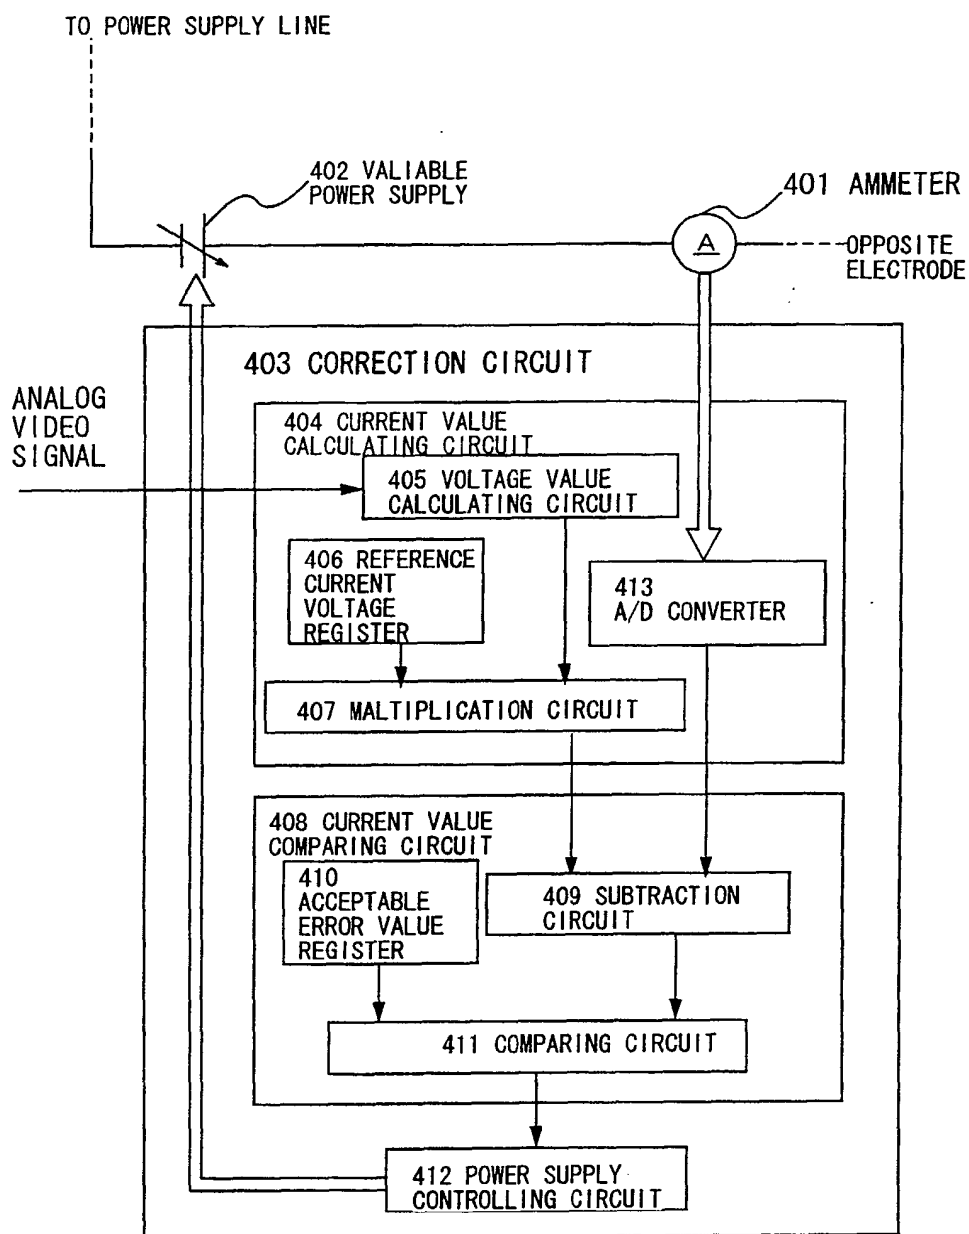 TO POWER SUPPLY LINE
402 VALIABLE
POWER SUPPLY
401 AMMETER
A
OPPOSITE
ELECTRODE
403 CORRECTION CIRCUIT
ANALOG
VIDEO
SIGNAL
404 CURRENT VALUE
CALCULATING CIRCUIT
405 VOLTAGE VALUE
CALCULATING CIRCUIT
406 REFERENCE
CURRENT
VOLTAGE
REGISTER
413
A/D CONVERTER
407 MALTIPLICATION CIRCUIT
408 CURRENT VALUE
COMPARING CIRCUIT
410
ACCEPTABLE
ERROR VALUE
REGISTER
409 SUBTRACTION
CIRCUIT
411 COMPARING CIRCUIT
412 POWER SUPPLY
CONTROLLING CIRCUIT